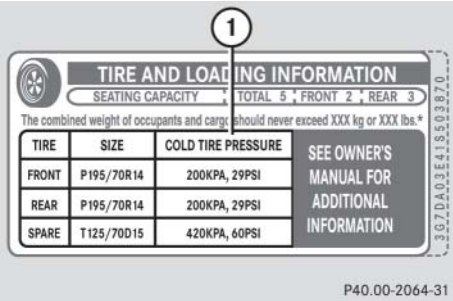 1
TIRE AND LOADING INFORMATION
SEATING CAPACITY TOTAL 5 FRONT 2 REAR 3
The combined weight of occupants and cargo should never exceed XXX kg or XXX lbs.*
TIRE SIZE COLD TIRE PRESSURE
FRONT P195/70R14 200KPA, 29PSI
REAR P195/70R14 200KPA, 29PSI
SPARE T125/70D15 420KPA, 60PSI
SEE OWNER'S
MANUAL FOR
ADDITIONAL
INFORMATION
3G7DA03E41S503870
P40.00-2064-31